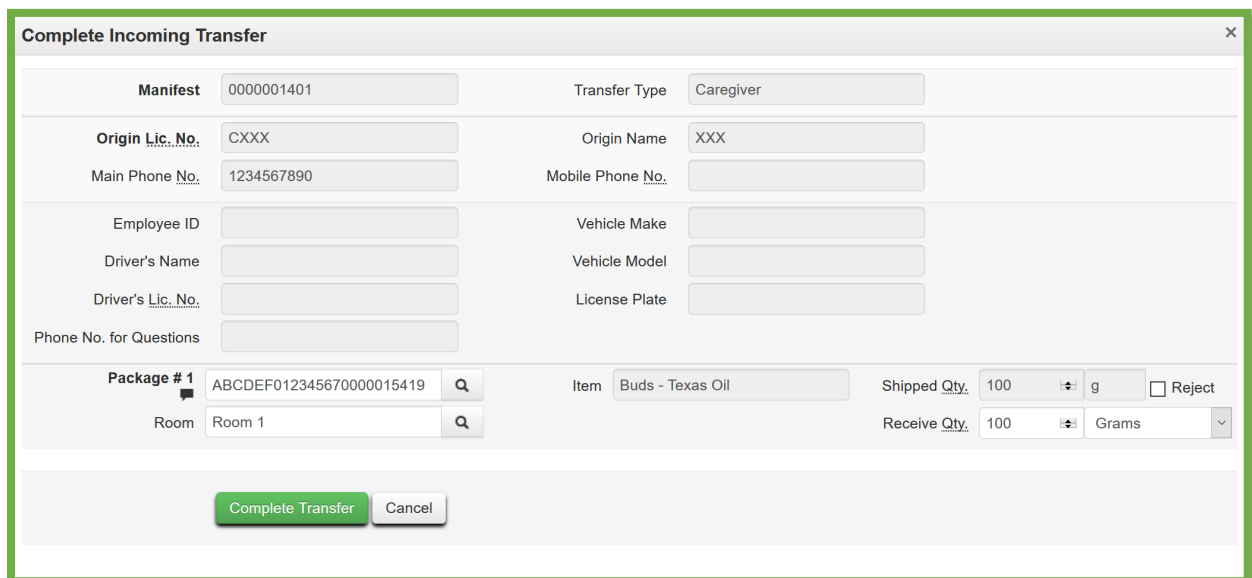 Complete Incoming Transfer ×
Manifest 0000001401 Transfer Type Caregiver
Origin Lic. No. CXXX Origin Name XXX
Main Phone No. 1234567890 Mobile Phone No.
Employee ID Vehicle Make
Driver's Name Vehicle Model
Driver's Lic. No. License Plate
Phone No. for Questions
Package # 1 ABCDEF012345670000015419 Item Buds - Texas Oil Shipped Qty. 100 g Reject
Room Room 1 Receive Qty. 100 Grams
Complete Transfer Cancel